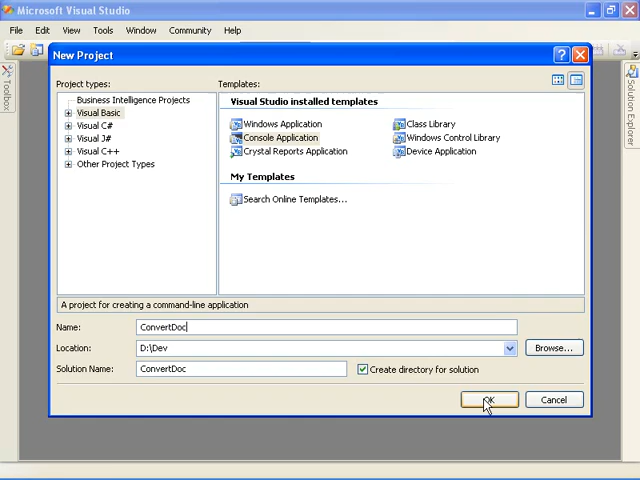 Microsoft Visual Studio
File Edit View Tools Window Community Help
New Project
Toolbox
Solution Explorer
Project types: Templates:
Business Intelligence Projects
Visual Basic
Visual C#
Visual J#
Visual C++
Other Project Types
Visual Studio installed templates
Windows Application Class Library
Console Application Windows Control Library
Crystal Reports Application Device Application
My Templates
Search Online Templates...
A project for creating a command-line application
Name: ConvertDoc
Location: D:\Dev Browse...
Solution Name: ConvertDoc Create directory for solution
OK Cancel